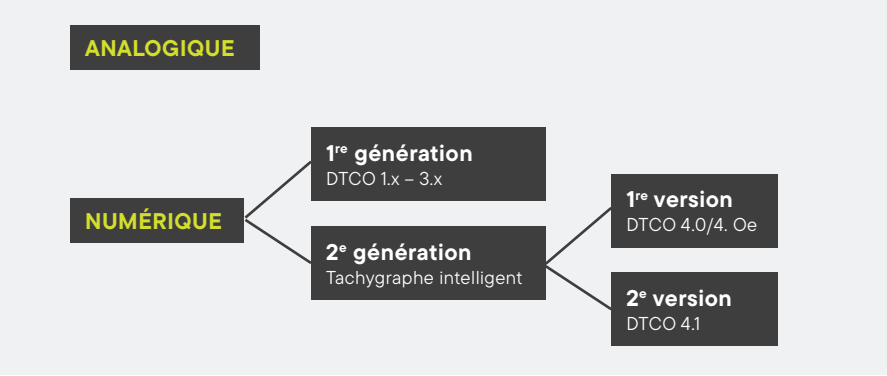 ANALOGIQUE
NUMÉRIQUE
1re génération
DTCO 1.x – 3.x
2e génération
Tachygraphe intelligent
1re version
DTCO 4.0/4. Oe
2e version
DTCO 4.1